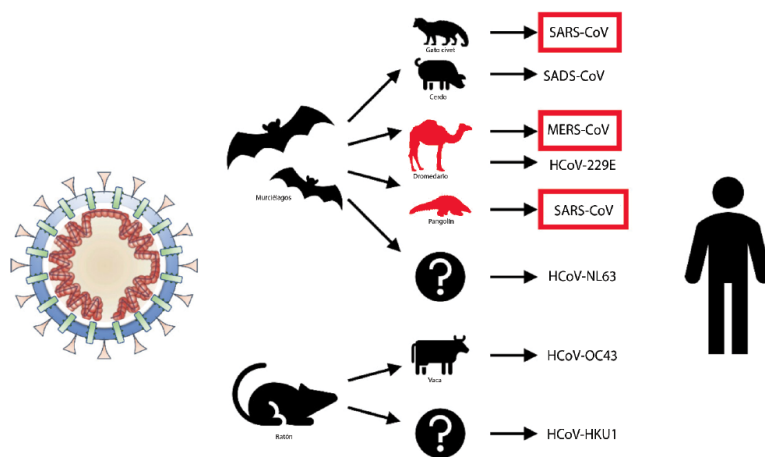 SARS-CoV
Gato civet
SADS-CoV
Cerdo
MERS-CoV
HCoV-229E
Dromedario
Murciélagos
SARS-CoV
Pangolín
HCoV-NL63
HCoV-OC43
Vaca
HCoV-HKU1
Ratón